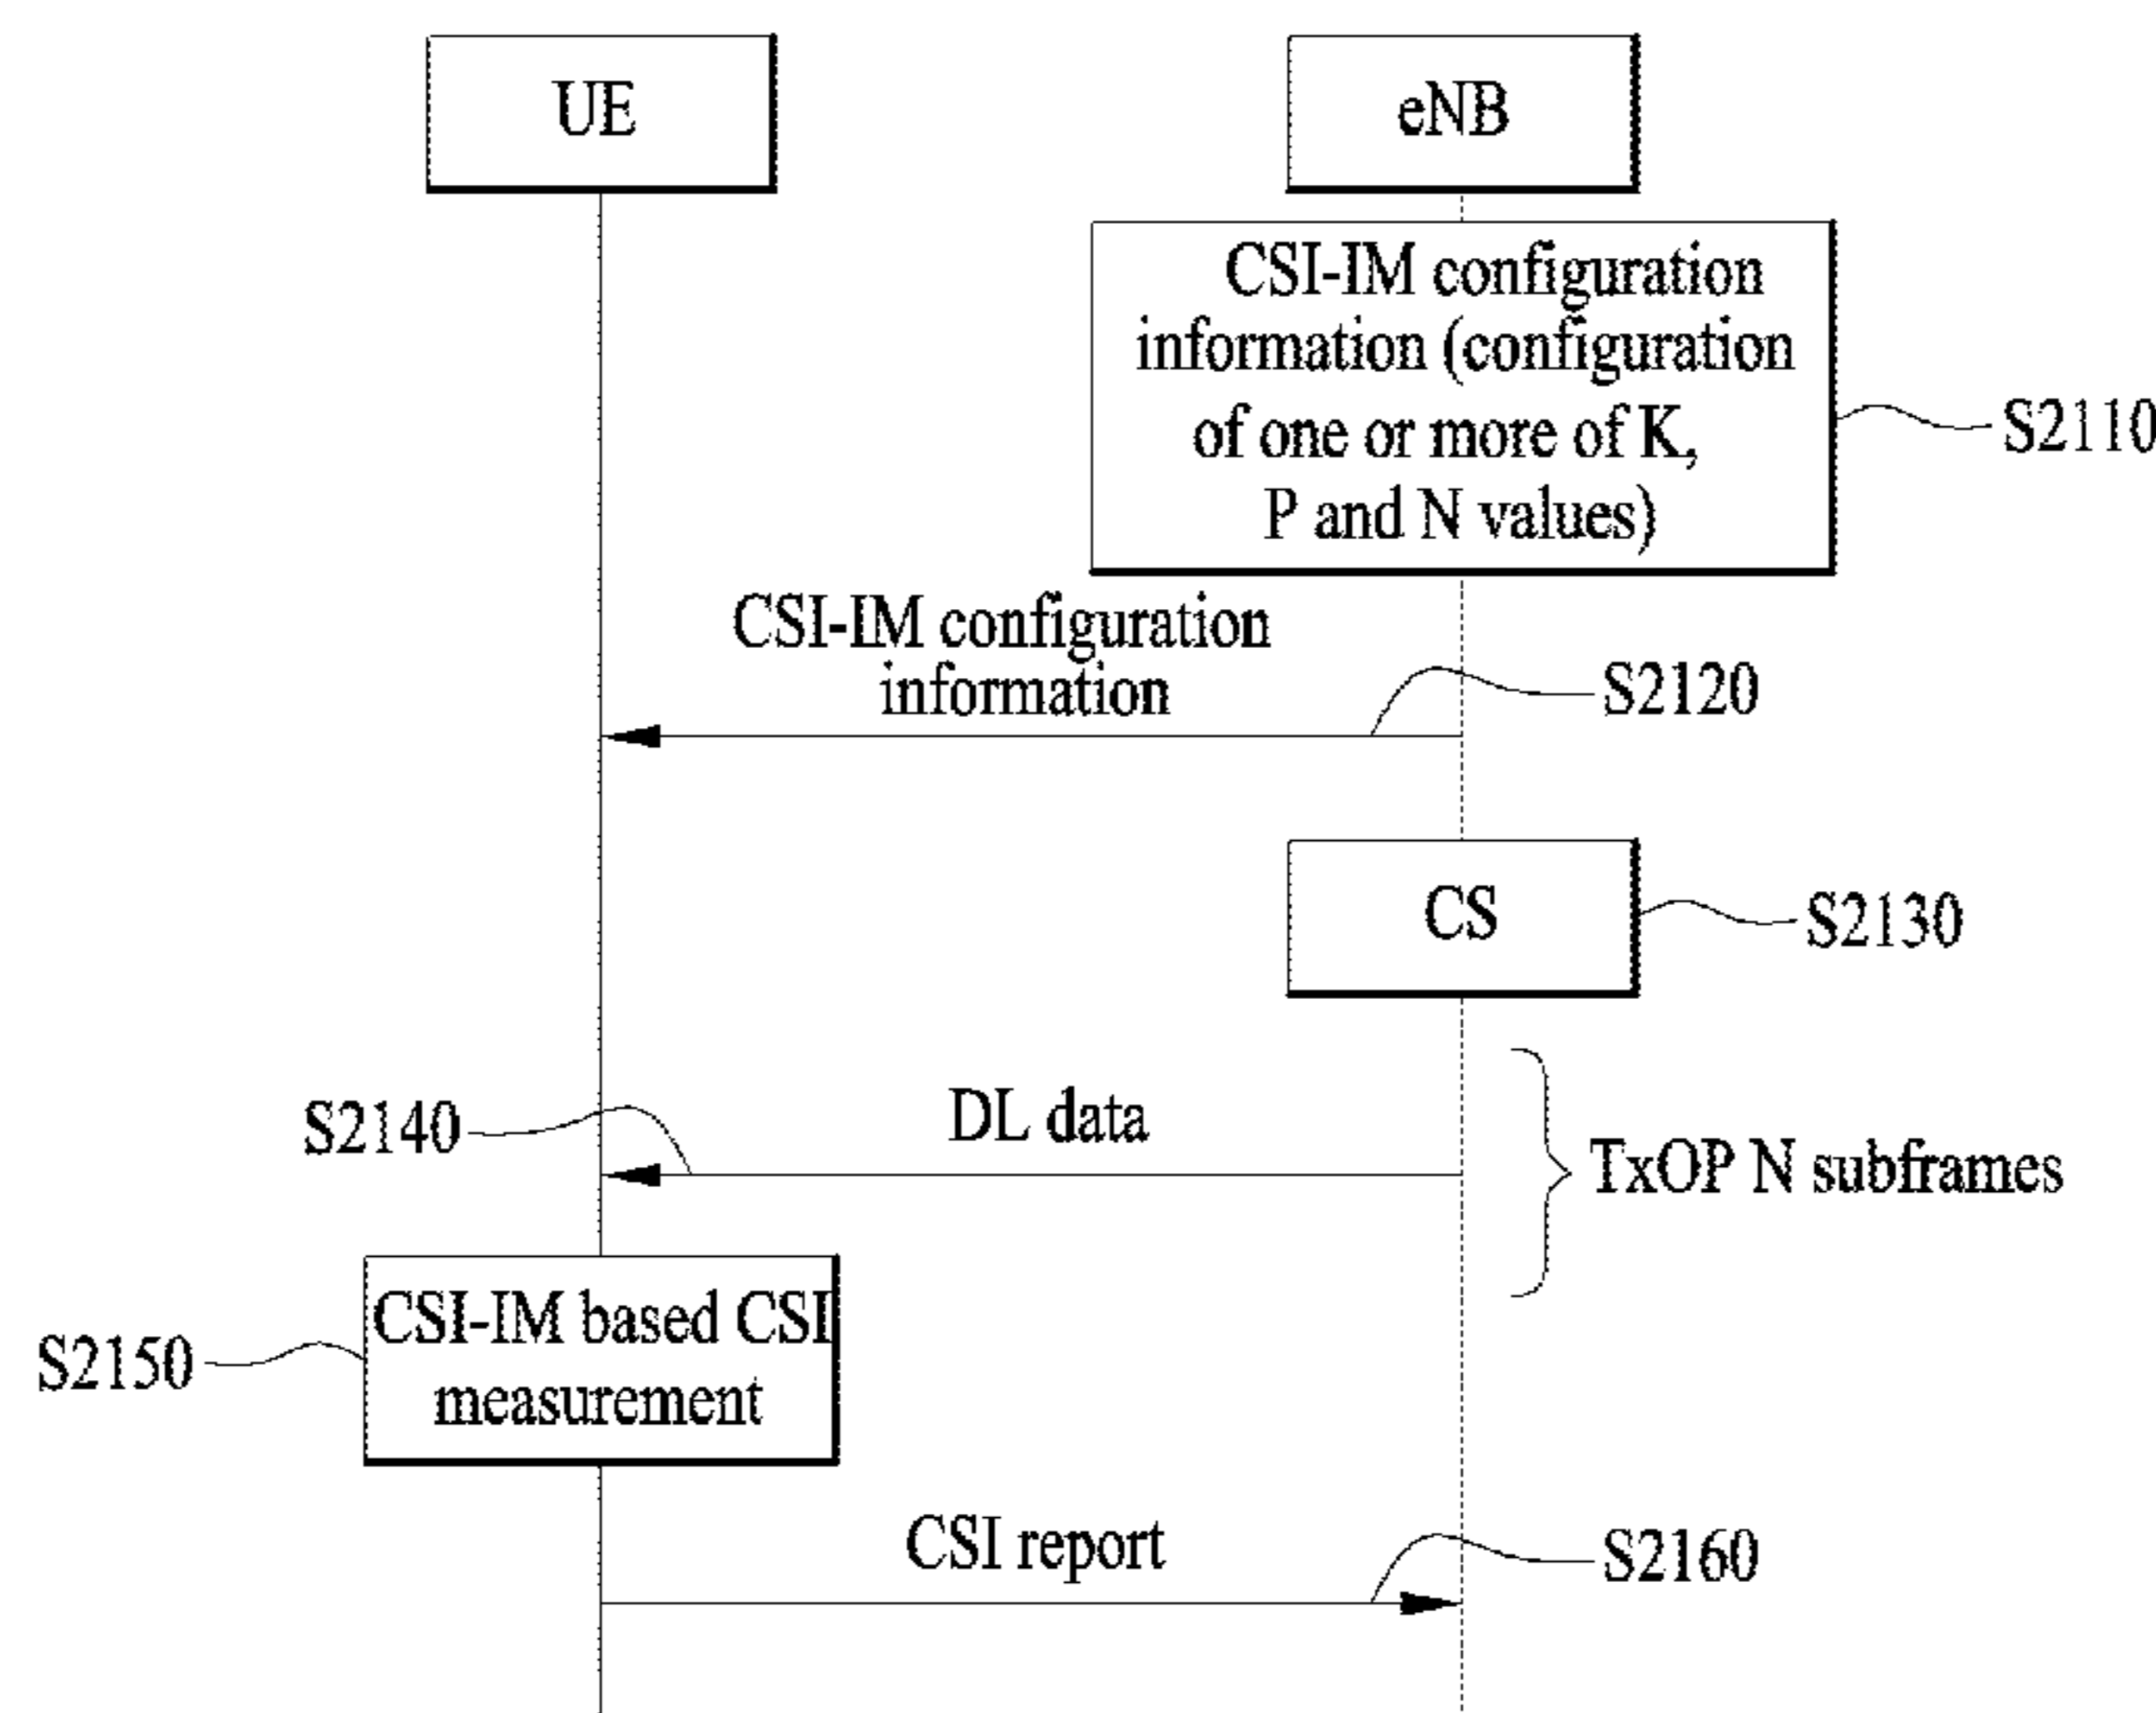 UE
eNB
CSI-IM configuration
information (configuration
of one or more of K,
P and N values)
S2110
CSI-IM configuration
information
S2120
CS
S2130
S2140
DL data
TxOP N subframes
CSI-IM based CSI
measurement
S2150
CSI report
S2160